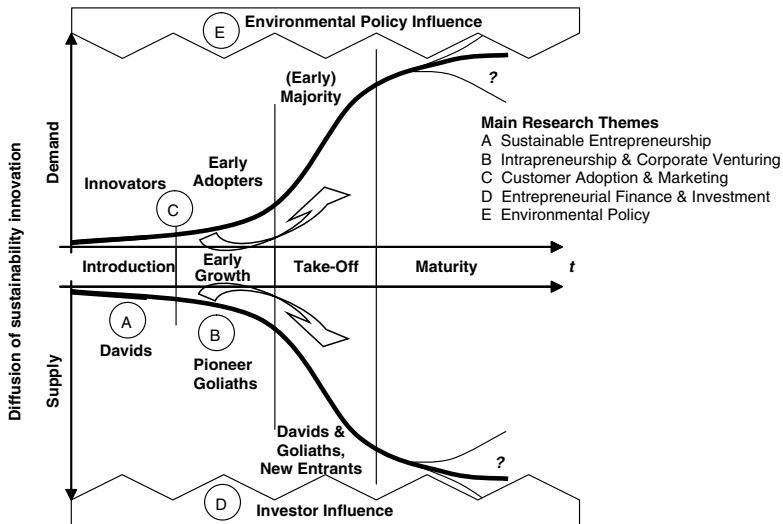 E Environmental Policy Influence
Diffusion of sustainability innovation
Demand
Innovators
C
Early
Adopters
(Early)
Majority
?
Main Research Themes
A Sustainable Entrepreneurship
B Intrapreneurship & Corporate Venturing
C Customer Adoption & Marketing
D Entrepreneurial Finance & Investment
E Environmental Policy
Introduction
Early
Growth
Take-Off
Maturity
t
Supply
A
Davids
B
Pioneer
Goliaths
Davids &
Goliaths,
New Entrants
?
D Investor Influence